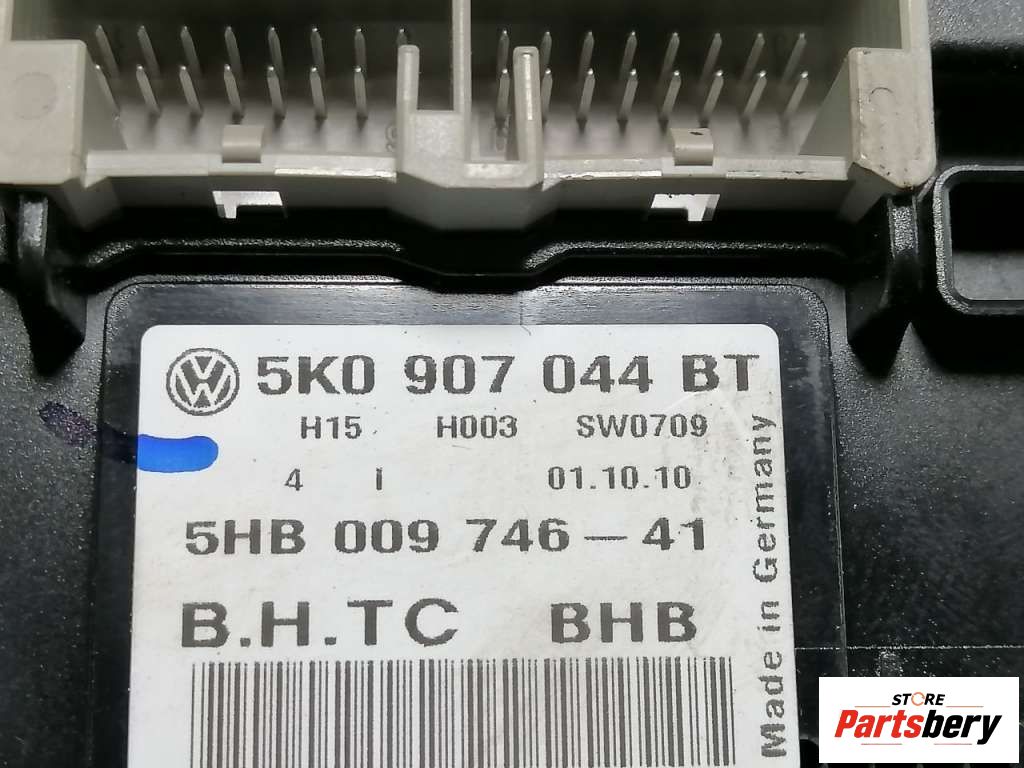 5K0 907 044 BT
H15 H003 SW0709
4 I 01.10.10
5HB 009 746-41
B.H.TC BHB
Made in Germany
STORE
Partsbery